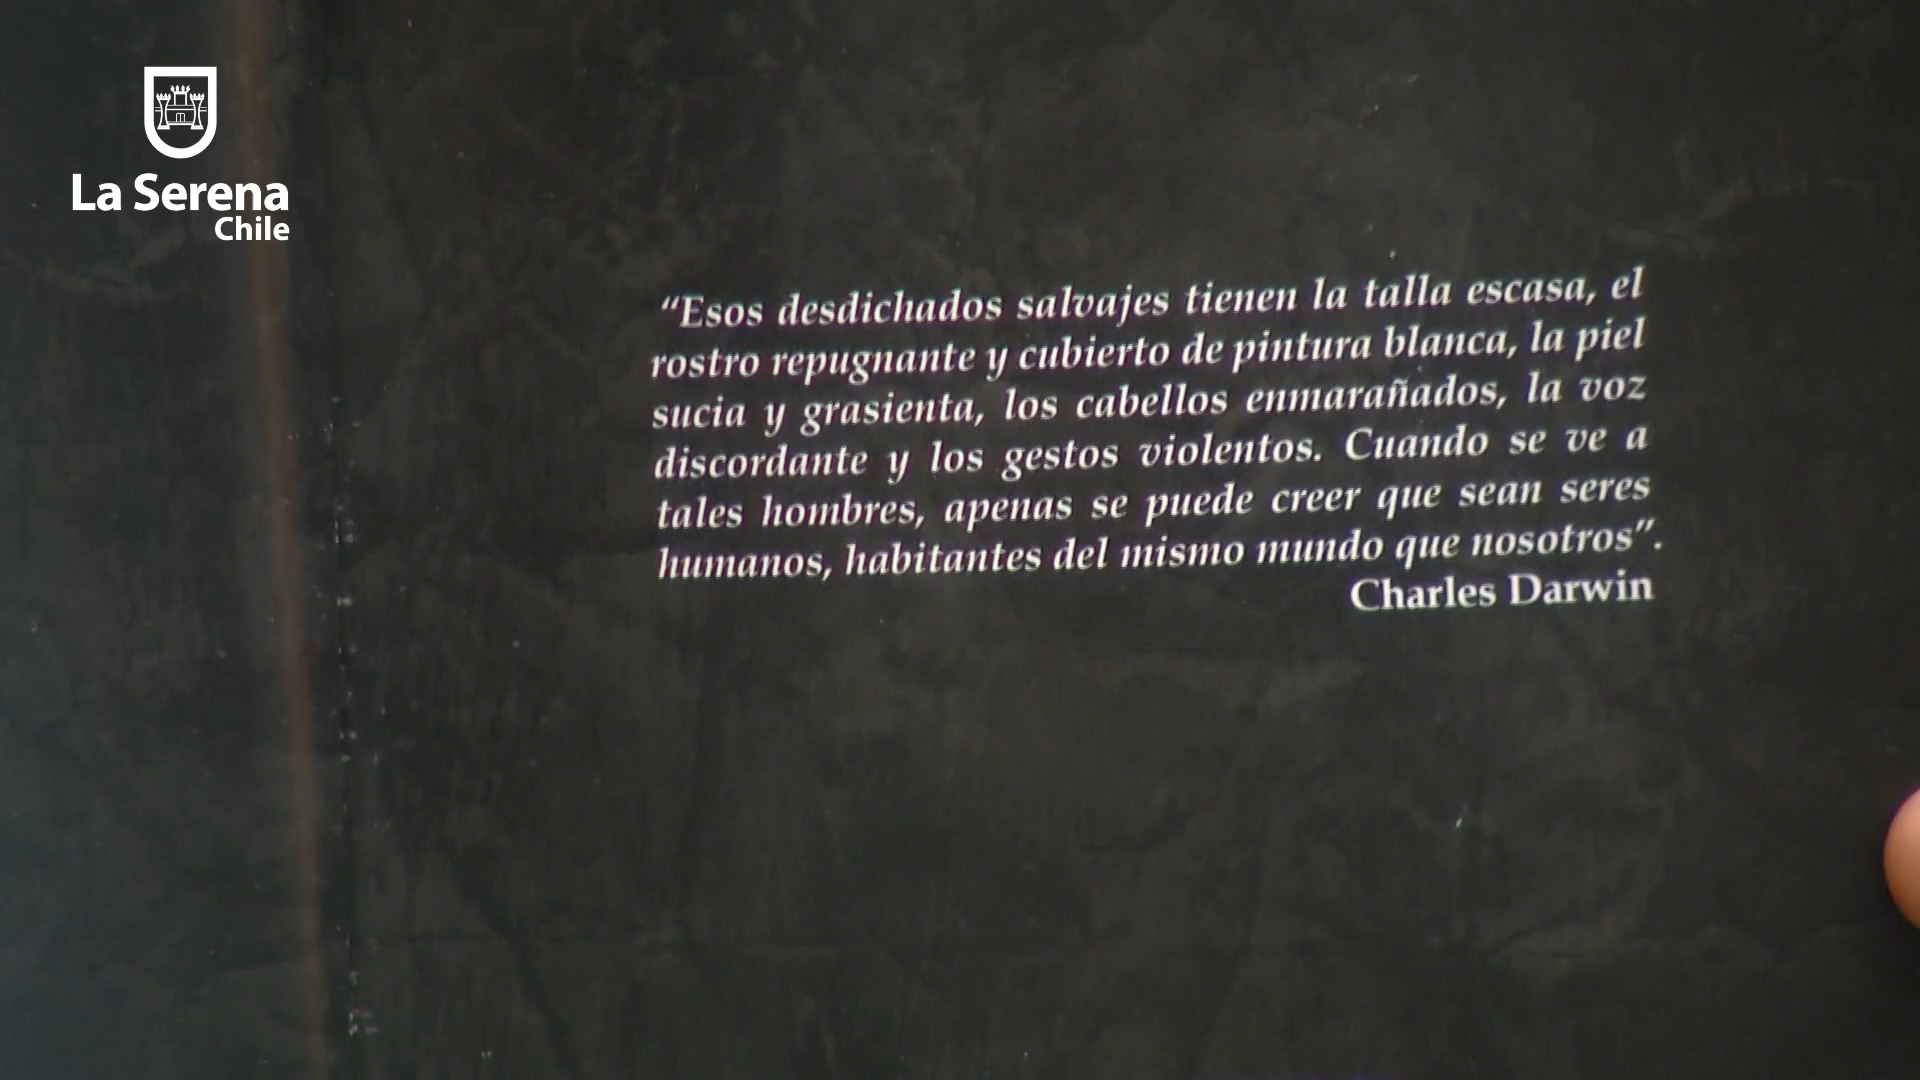 La Serena
Chile
“Esos desdichados salvajes tienen la talla escasa, el
rostro repugnante y cubierto de pintura blanca, la piel
sucia y grasienta, los cabellos enmarañados, la voz
discordante y los gestos violentos. Cuando se ve a
tales hombres, apenas se puede creer que sean seres
humanos, habitantes del mismo mundo que nosotros”.
Charles Darwin